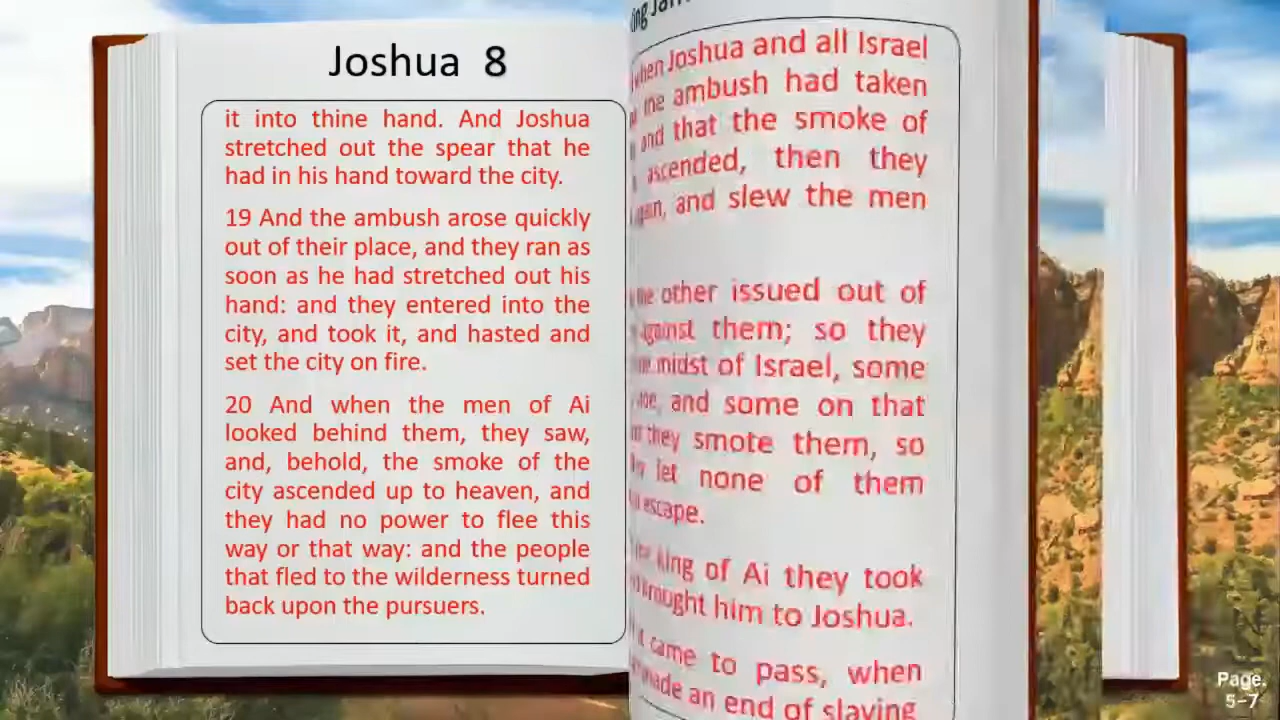 Joshua 8
it into thine hand. And Joshua
stretched out the spear that he
had in his hand toward the city.
19 And the ambush arose quickly
out of their place, and they ran as
soon as he had stretched out his
hand: and they entered into the
city, and took it, and hasted and
set the city on fire.
20 And when the men of Ai
looked behind them, they saw,
and, behold, the smoke of the
city ascended up to heaven, and
they had no power to flee this
way or that way: and the people
that fled to the wilderness turned
back upon the pursuers.
when Joshua and all Israel
the ambush had taken
and that the smoke of
ascended, then they
and slew the men
other issued out of
against them; so they
midst of Israel, some
and some on that
they smote them, so
let none of them
escape.
king of Ai they took
brought him to Joshua.
came to pass, when
made an end of slaying
Page.
5-7